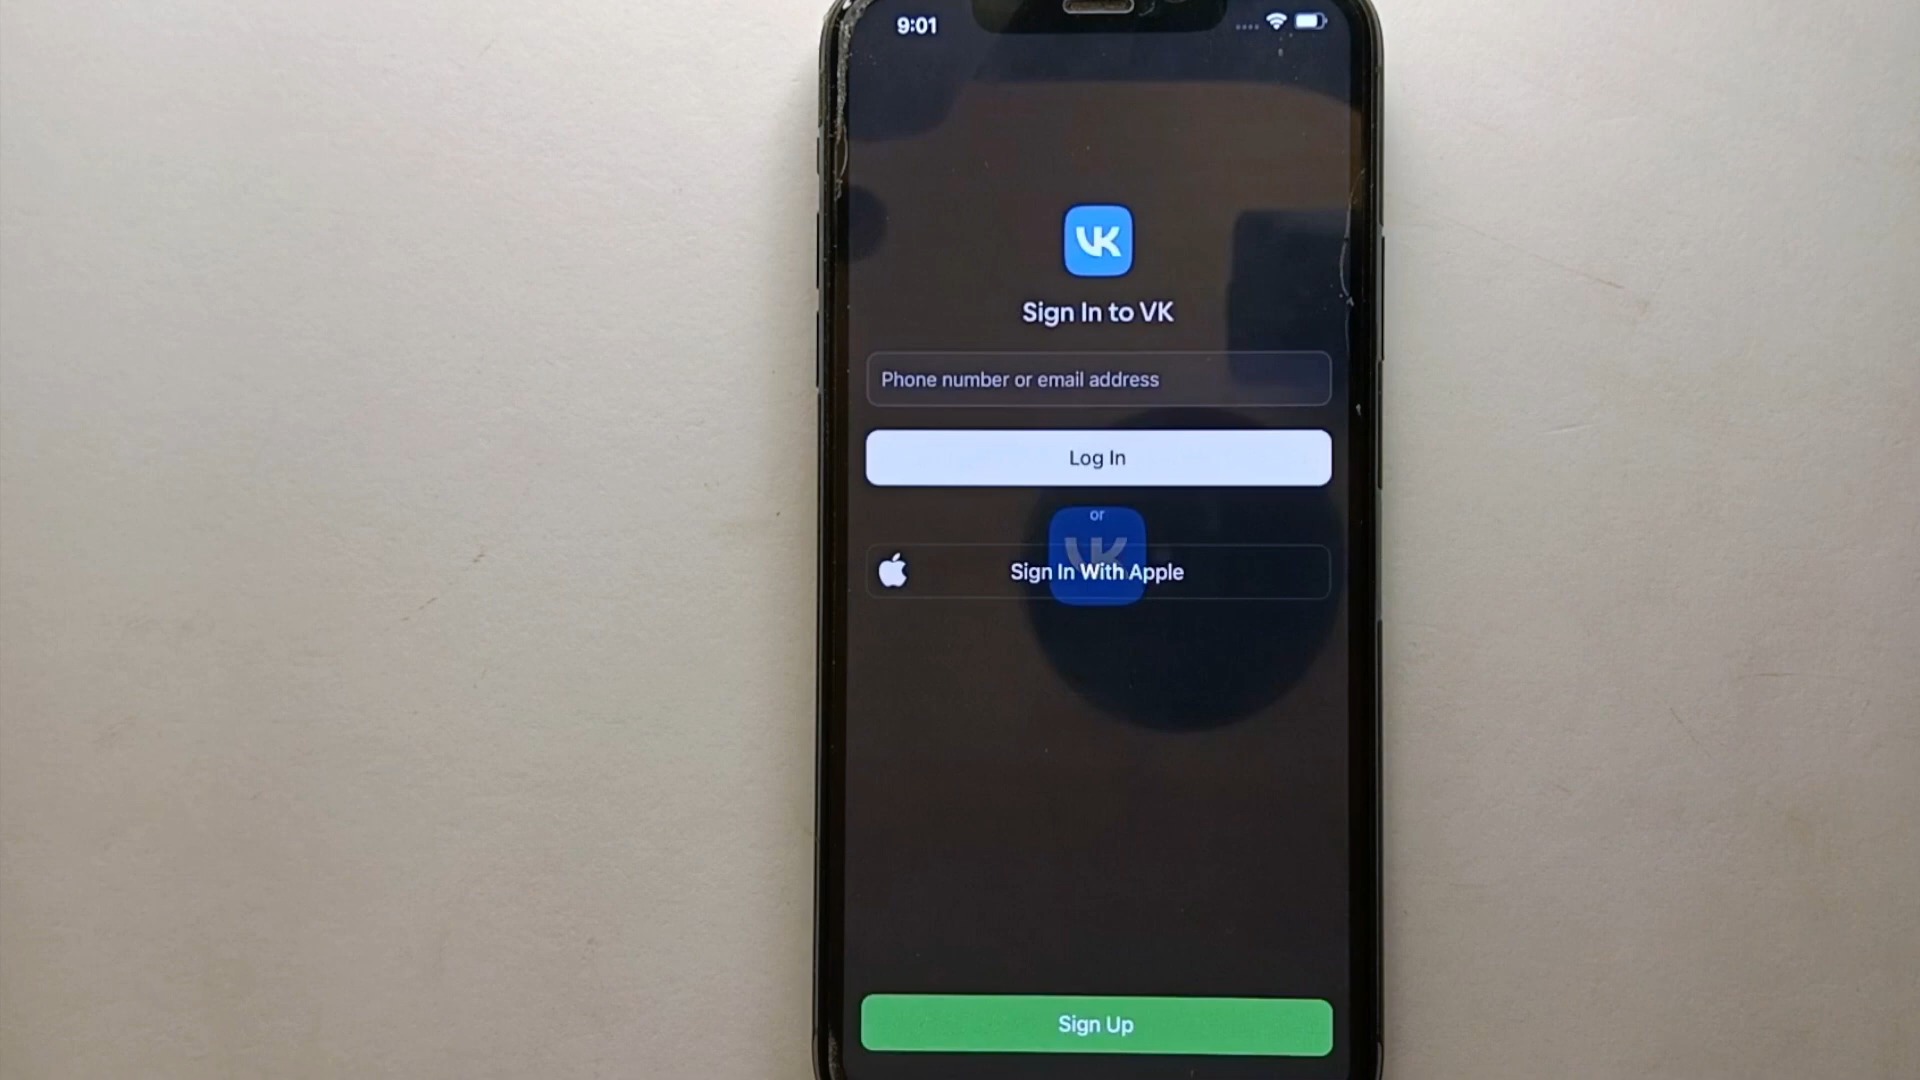 9:01
VK
Sign In to VK
Phone number or email address
Log In
or
VK
Sign In With Apple
Sign Up